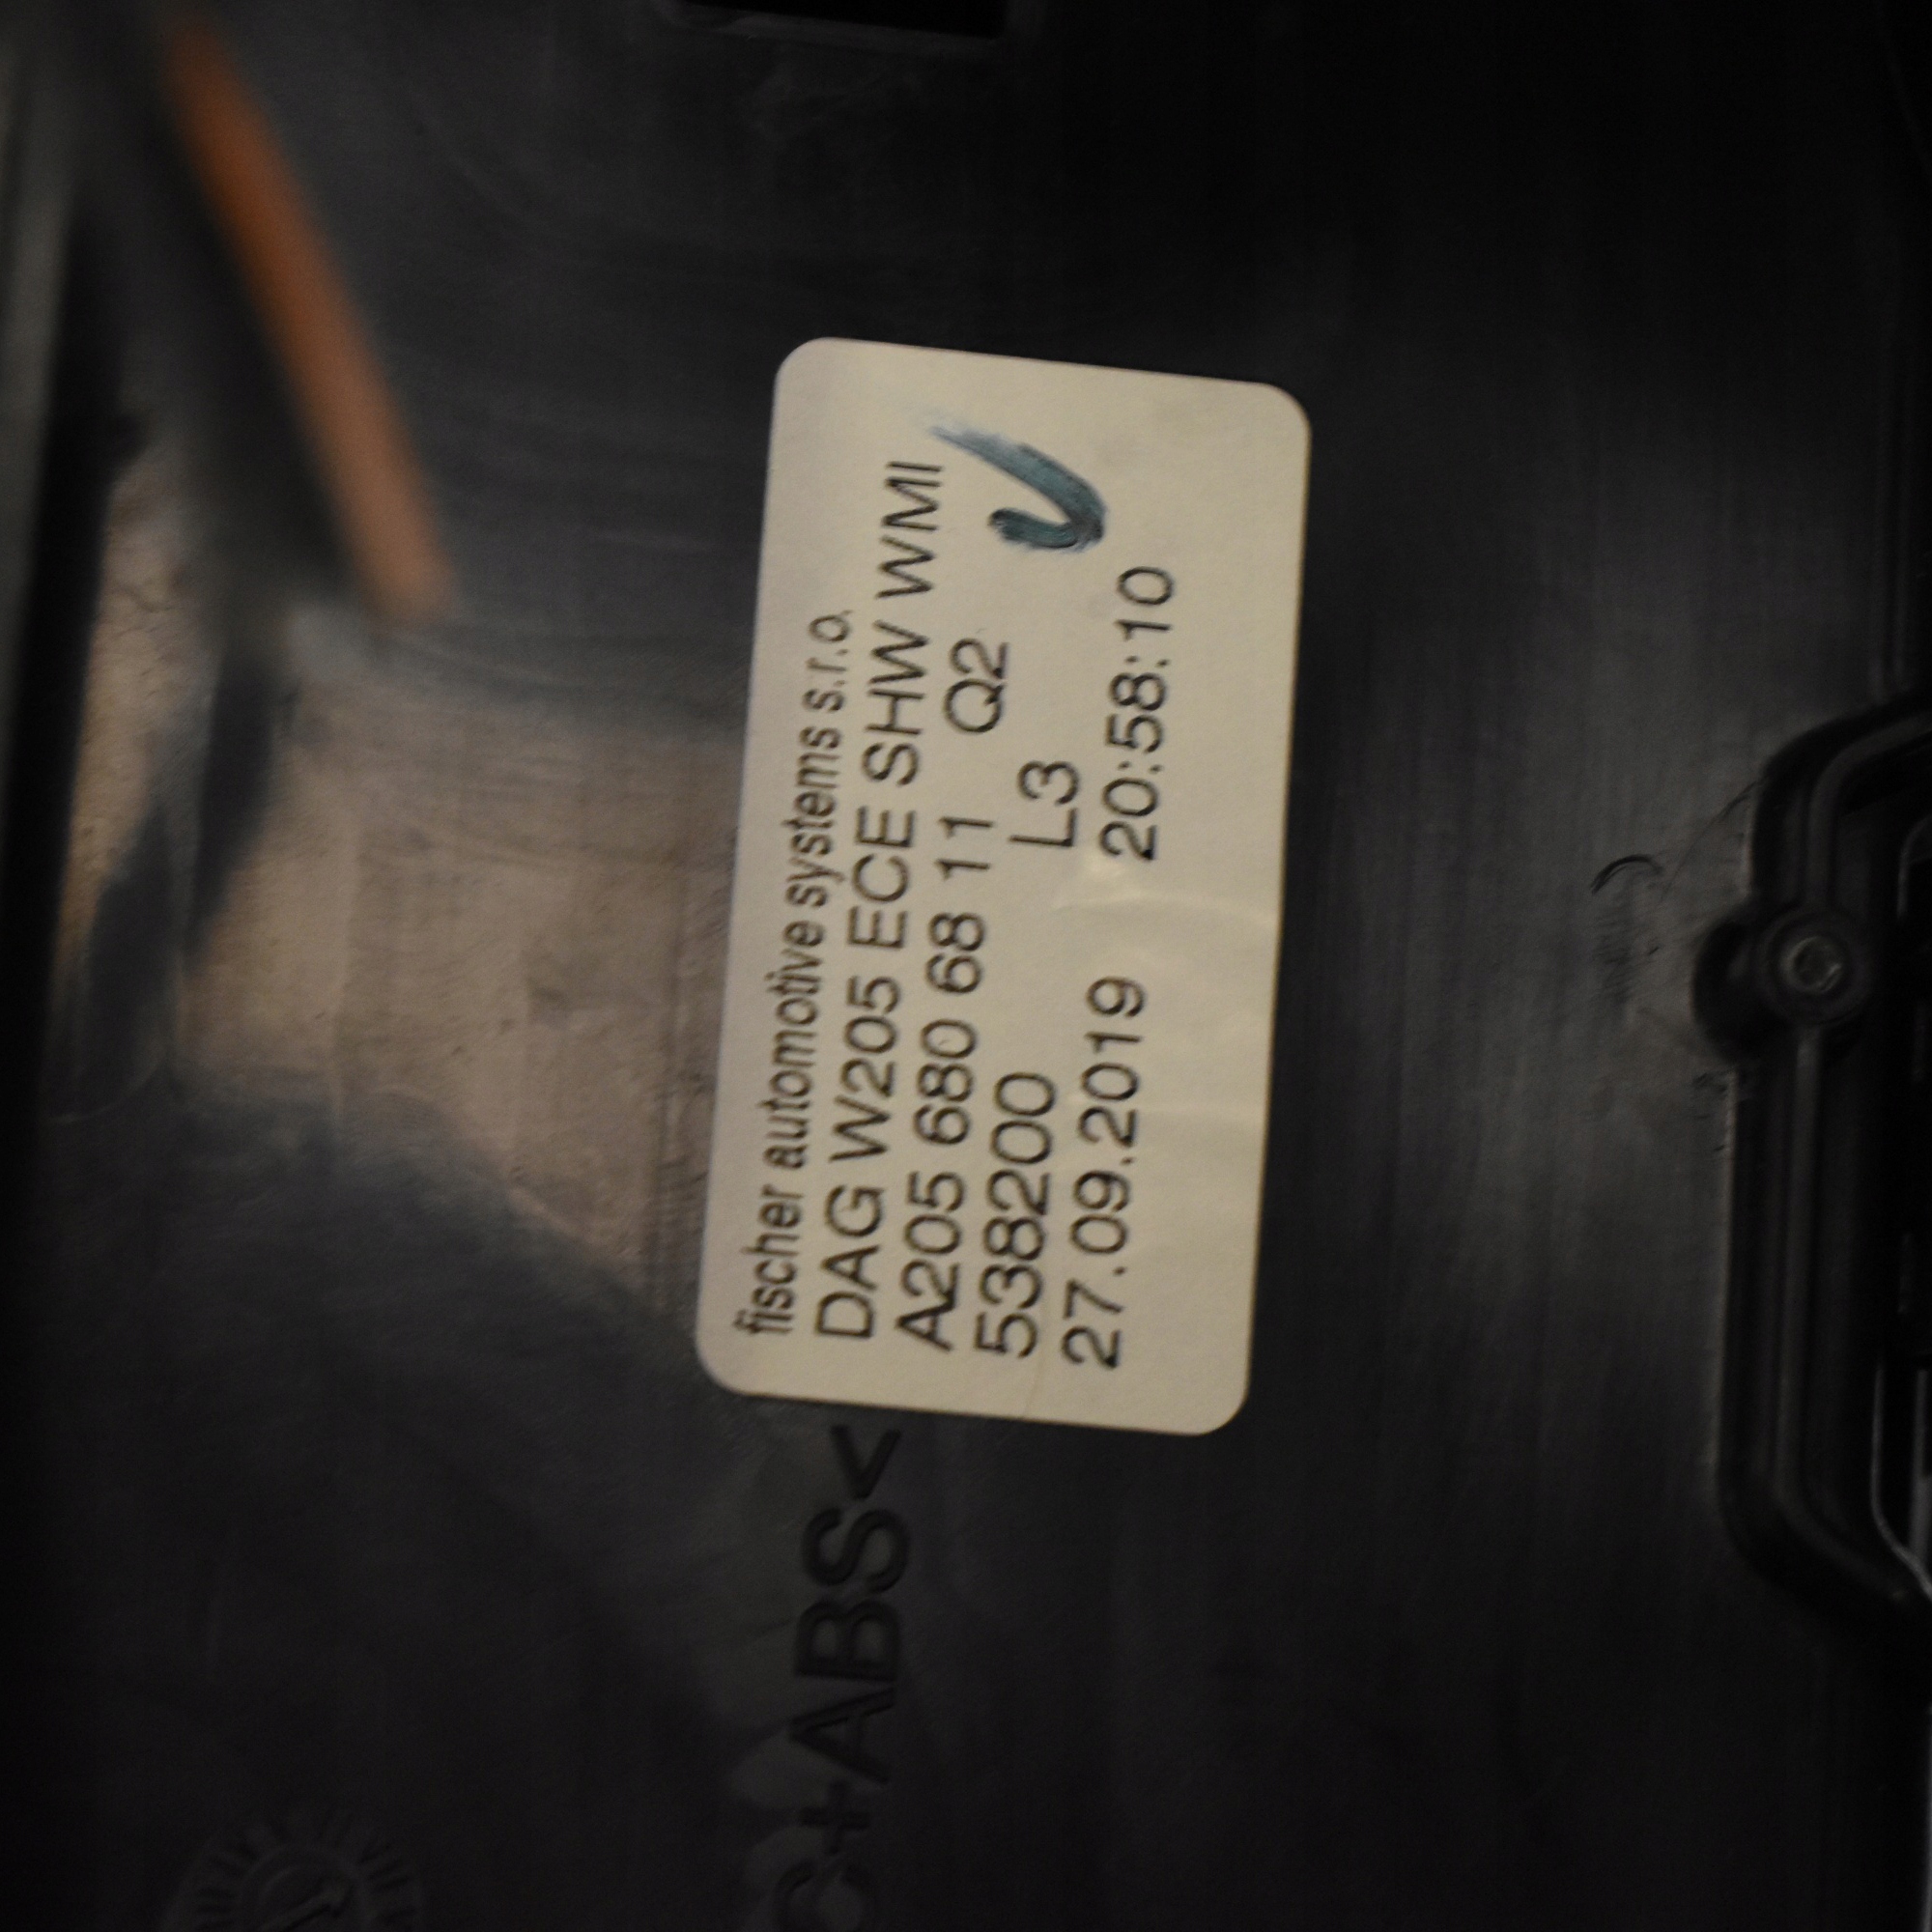 fischer automotive systems s.r.o.
DAG W205 ECE SHW WMI
A205 680 68 11 Q2
538200 L3
27.09.2019 20:58:10
C+ABS<